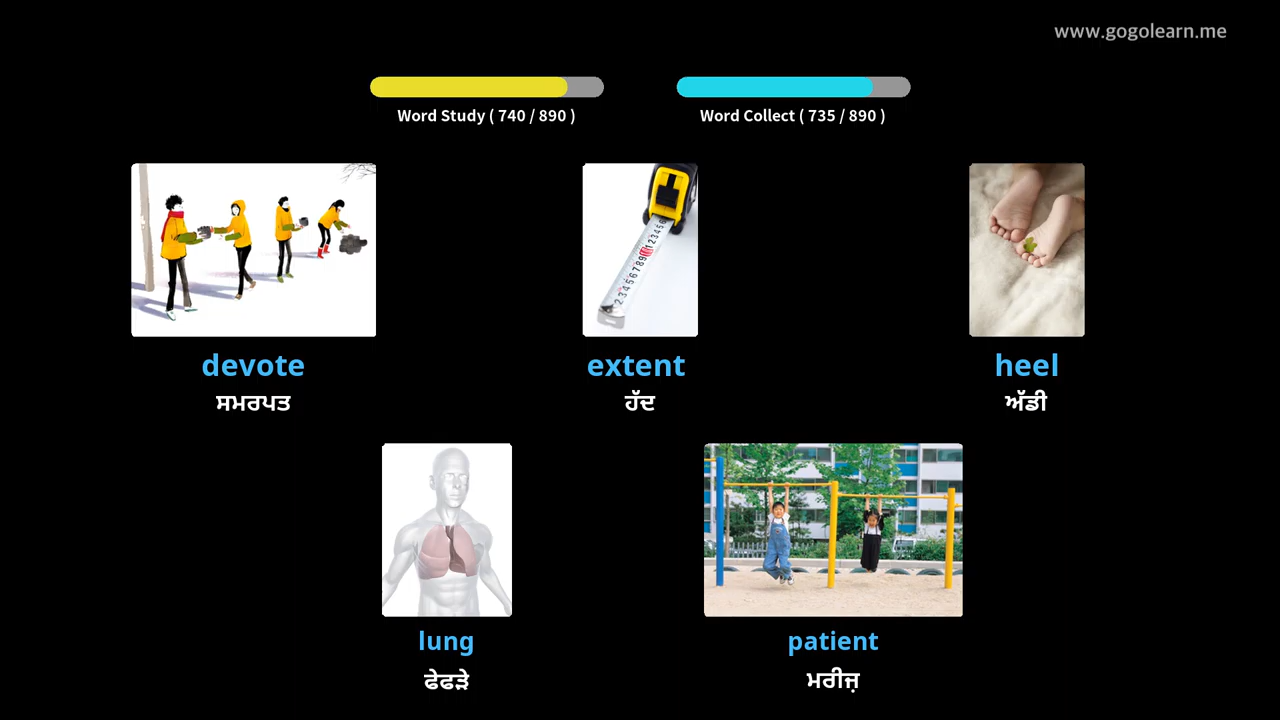 www.gogolearn.me
Word Study ( 740 / 890 )
Word Collect ( 735 / 890 )
devote
ਸਮਰਪਤ
extent
ਹੱਦ
heel
ਅੱਡੀ
lung
ਫੇਫੜੇ
patient
ਮਰੀਜ਼